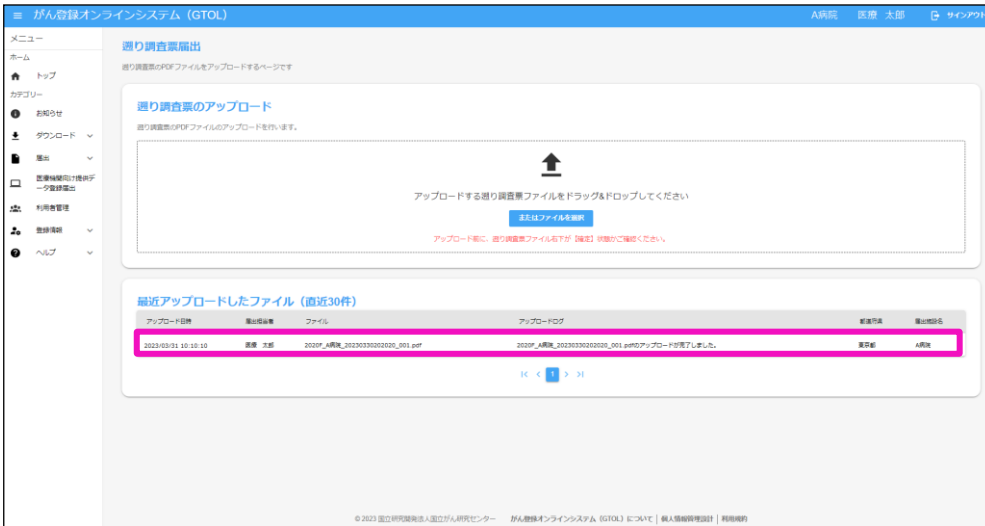 がん登録オンラインシステム（GTOL） A病院 医療 太郎 サインアウト
メニュー
ホーム
トップ
カテゴリー
お知らせ
ダウンロード
届出
医療機関向け提供デ
ータ登録届出
利用者管理
登録情報
ヘルプ
遡り調査票届出
遡り調査票のPDFファイルをアップロードするページです
遡り調査票のアップロード
遡り調査票のPDFファイルのアップロードを行います。
アップロードする遡り調査票ファイルをドラッグ&ドロップしてください
またはファイルを選択
アップロード前に、遡り調査票ファイル右下が【確定】状態かご確認ください。
最近アップロードしたファイル（直近30件）
アップロード日時 届出担当者 ファイル アップロードログ 都道府県 届出施設名
2023/03/31 10:10:10 医療 太郎 2020F_A病院_20230330202020_001.pdf 2020F_A病院_20230330202020_001.pdfのアップロードが完了しました。 東京都 A病院
1
© 2023 国立研究開発法人国立がん研究センター がん登録オンラインシステム（GTOL）について | 個人情報管理設計 | 利用規約